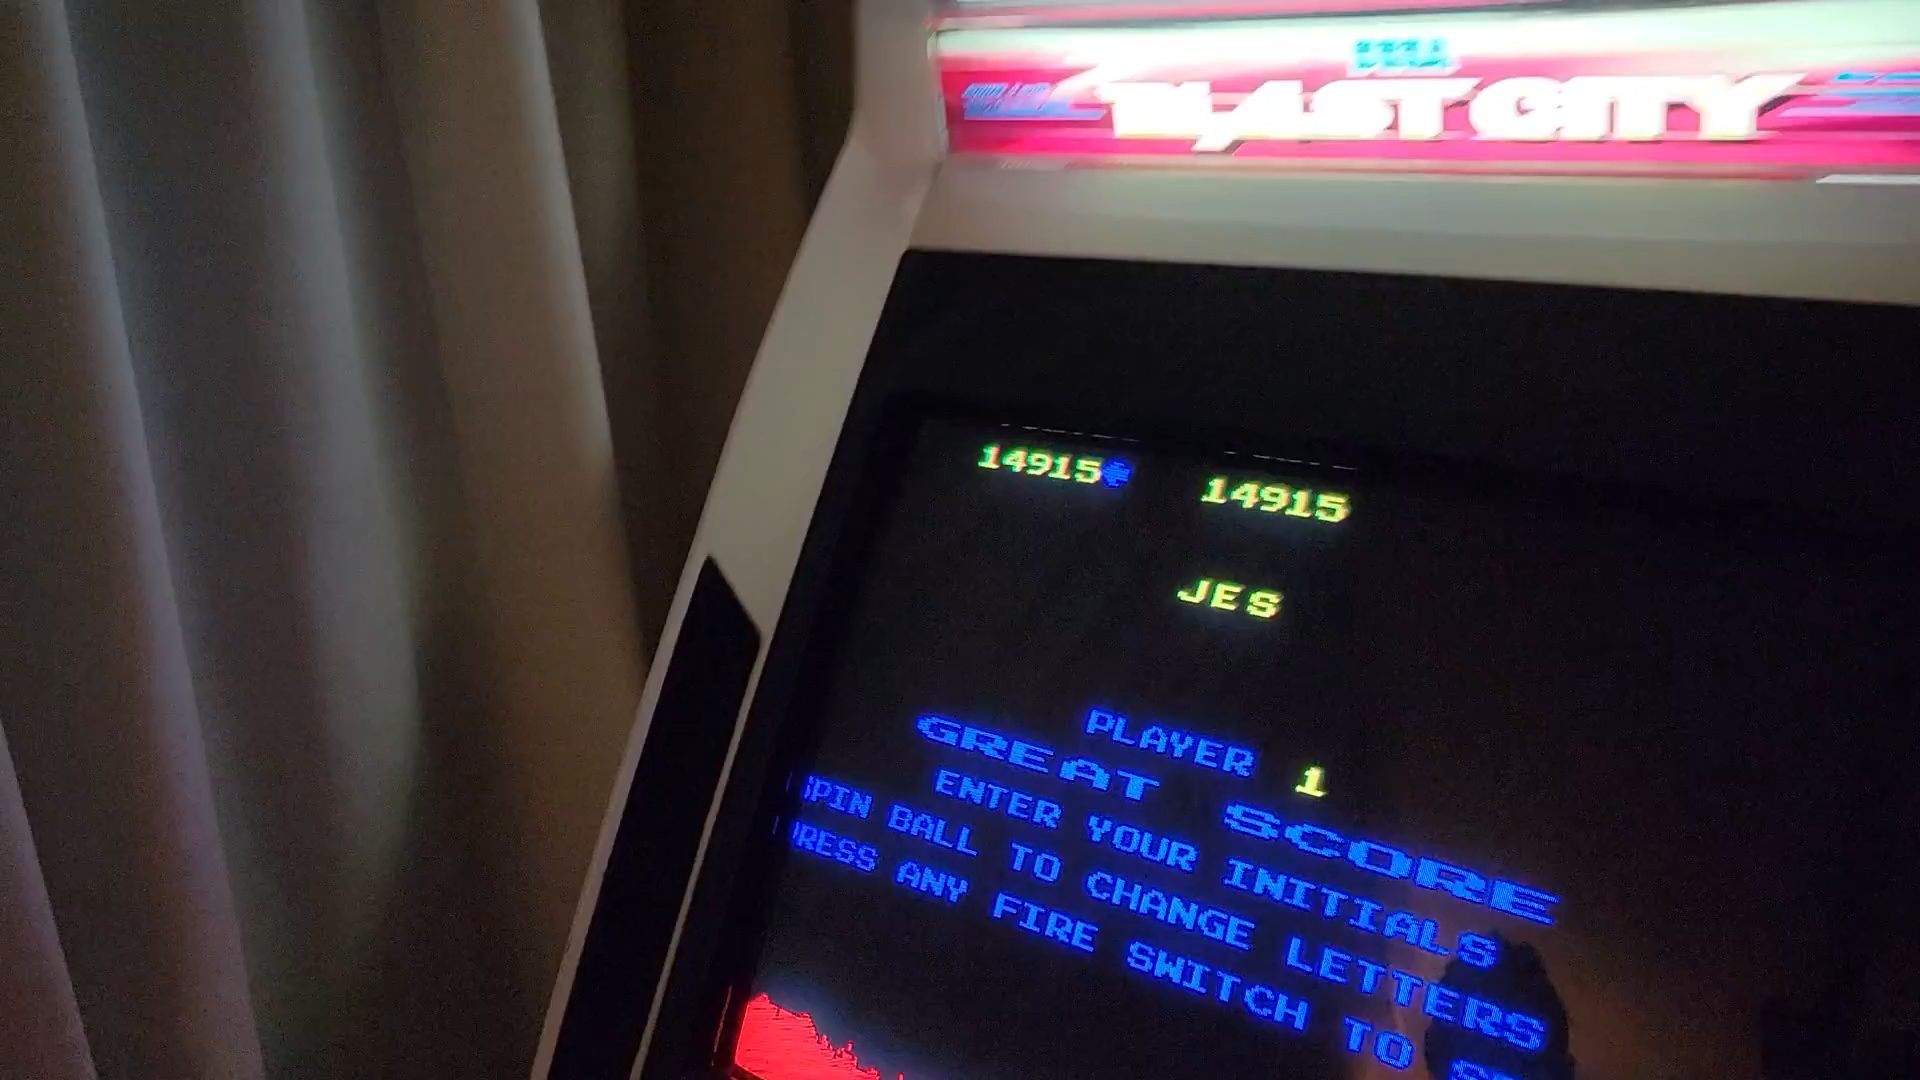 SEGA
BLAST CITY
14915 14915
JES
PLAYER 1
GREAT SCORE
ENTER YOUR INITIALS
SPIN BALL TO CHANGE LETTERS
PRESS ANY FIRE SWITCH TO